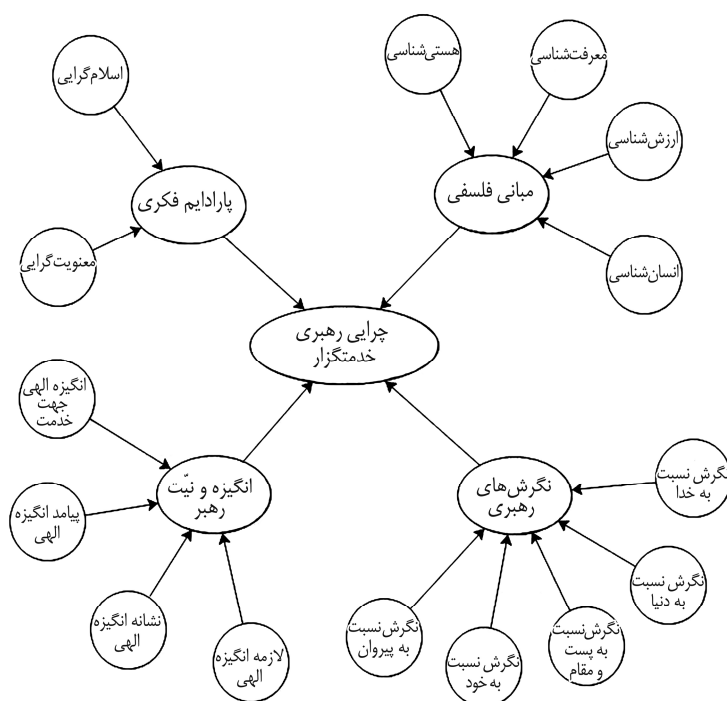 اسلام‌گرایی
هستی‌شناسی
معرفت‌شناسی
ارزش‌شناسی
پارادایم فکری
مبانی فلسفی
معنویت‌گرایی
انسان‌شناسی
چرایی رهبری
خدمتگزار
انگیزه الهی
جهت
خدمت
انگیزه و نیّت
رهبر
نگرش‌های
رهبری
نگرش نسبت
به خدا
پیامد انگیزه
الهی
نگرش نسبت
به دنیا
نشانه انگیزه
الهی
لازمه انگیزه
الهی
نگرش نسبت
به پیروان
نگرش نسبت
به خود
نگرش نسبت
به پست
و مقام